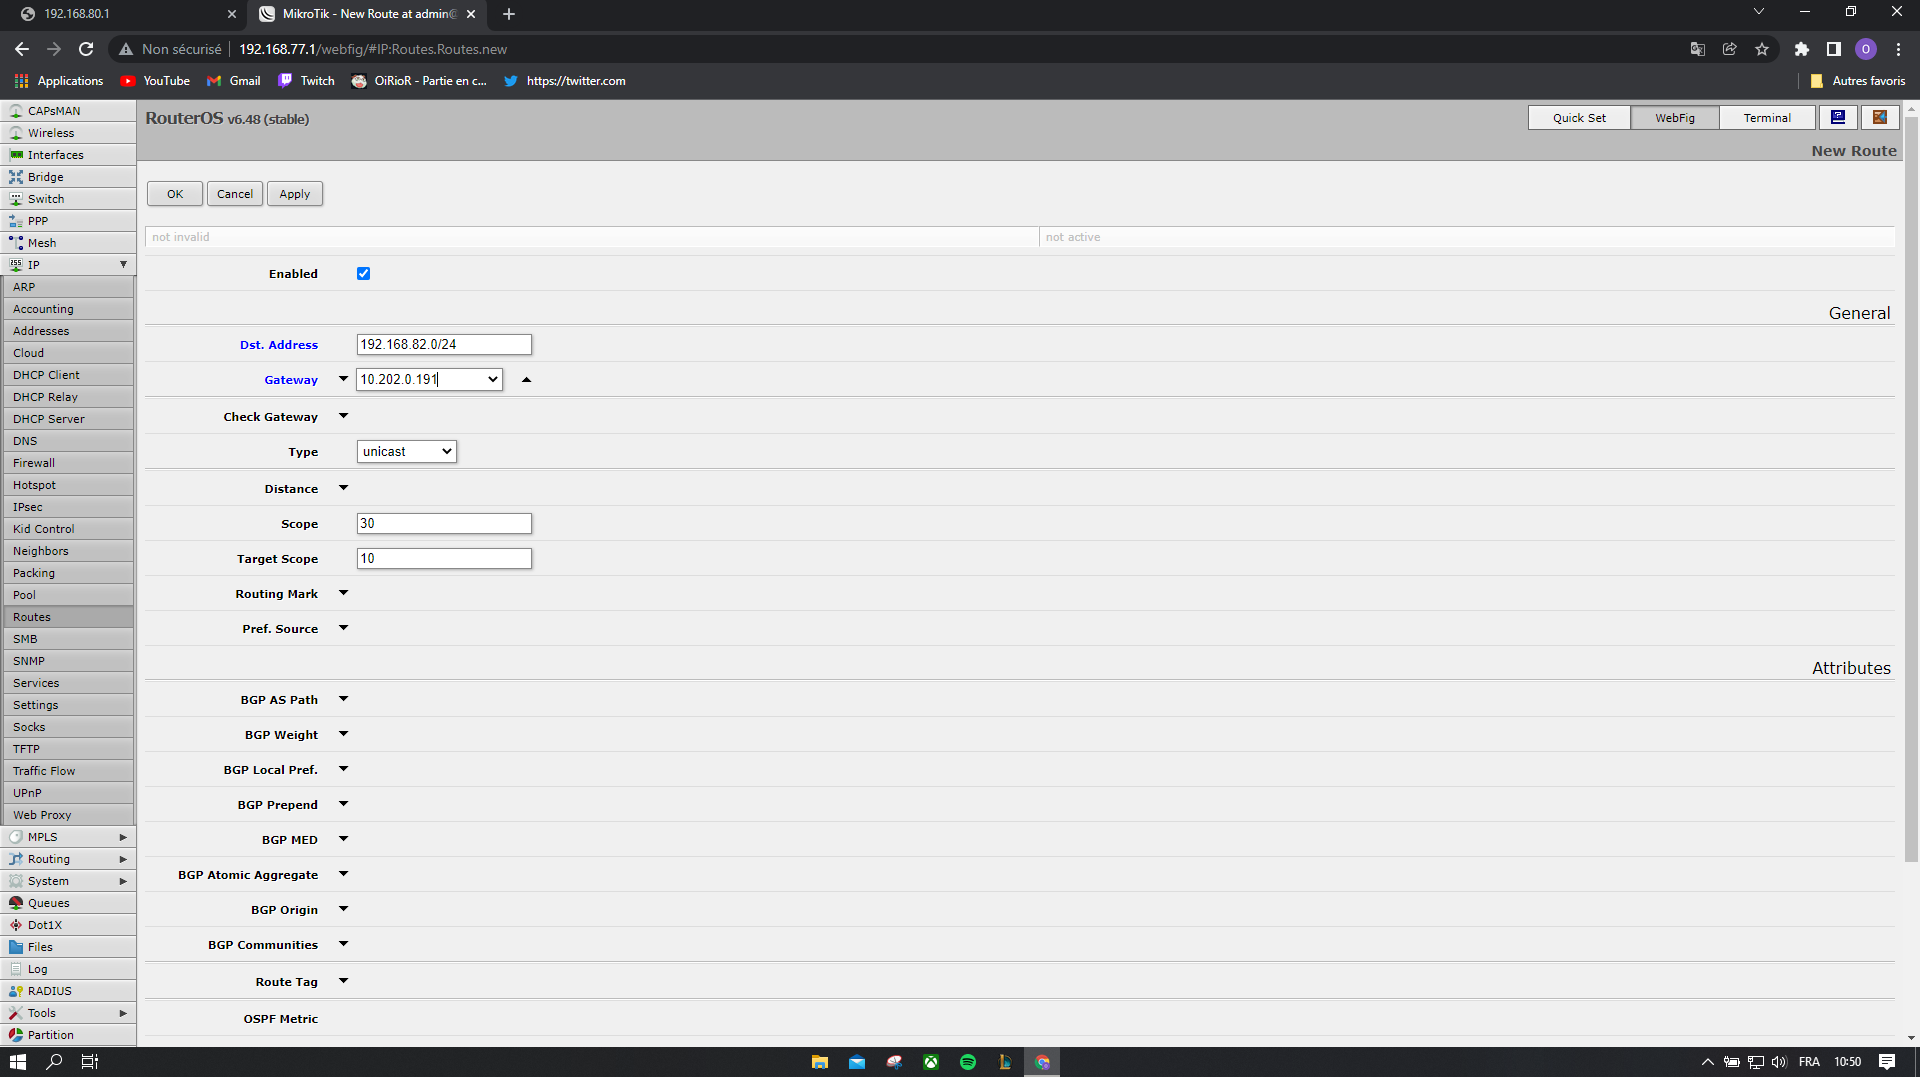 192.168.80.1
MikroTik - New Route at admin@
Non sécurisé
192.168.77.1/webfig/#IP:Routes.Routes.new
O
Applications
YouTube
Gmail
Twitch
OiRioR - Partie en c...
https://twitter.com
Autres favoris
CAPsMAN
Wireless
Interfaces
Bridge
Switch
PPP
Mesh
IP
ARP
Accounting
Addresses
Cloud
DHCP Client
DHCP Relay
DHCP Server
DNS
Firewall
Hotspot
IPsec
Kid Control
Neighbors
Packing
Pool
Routes
SMB
SNMP
Services
Settings
Socks
TFTP
Traffic Flow
UPnP
Web Proxy
MPLS
Routing
System
Queues
Dot1X
Files
Log
RADIUS
Tools
Partition
RouterOS v6.48 (stable)
Quick Set
WebFig
Terminal
New Route
OK
Cancel
Apply
not invalid
not active
Enabled
General
Dst. Address 192.168.82.0/24
Gateway 10.202.0.191
Check Gateway
Type unicast
Distance
Scope 30
Target Scope 10
Routing Mark
Pref. Source
Attributes
BGP AS Path
BGP Weight
BGP Local Pref.
BGP Prepend
BGP MED
BGP Atomic Aggregate
BGP Origin
BGP Communities
Route Tag
OSPF Metric
FRA
10:50